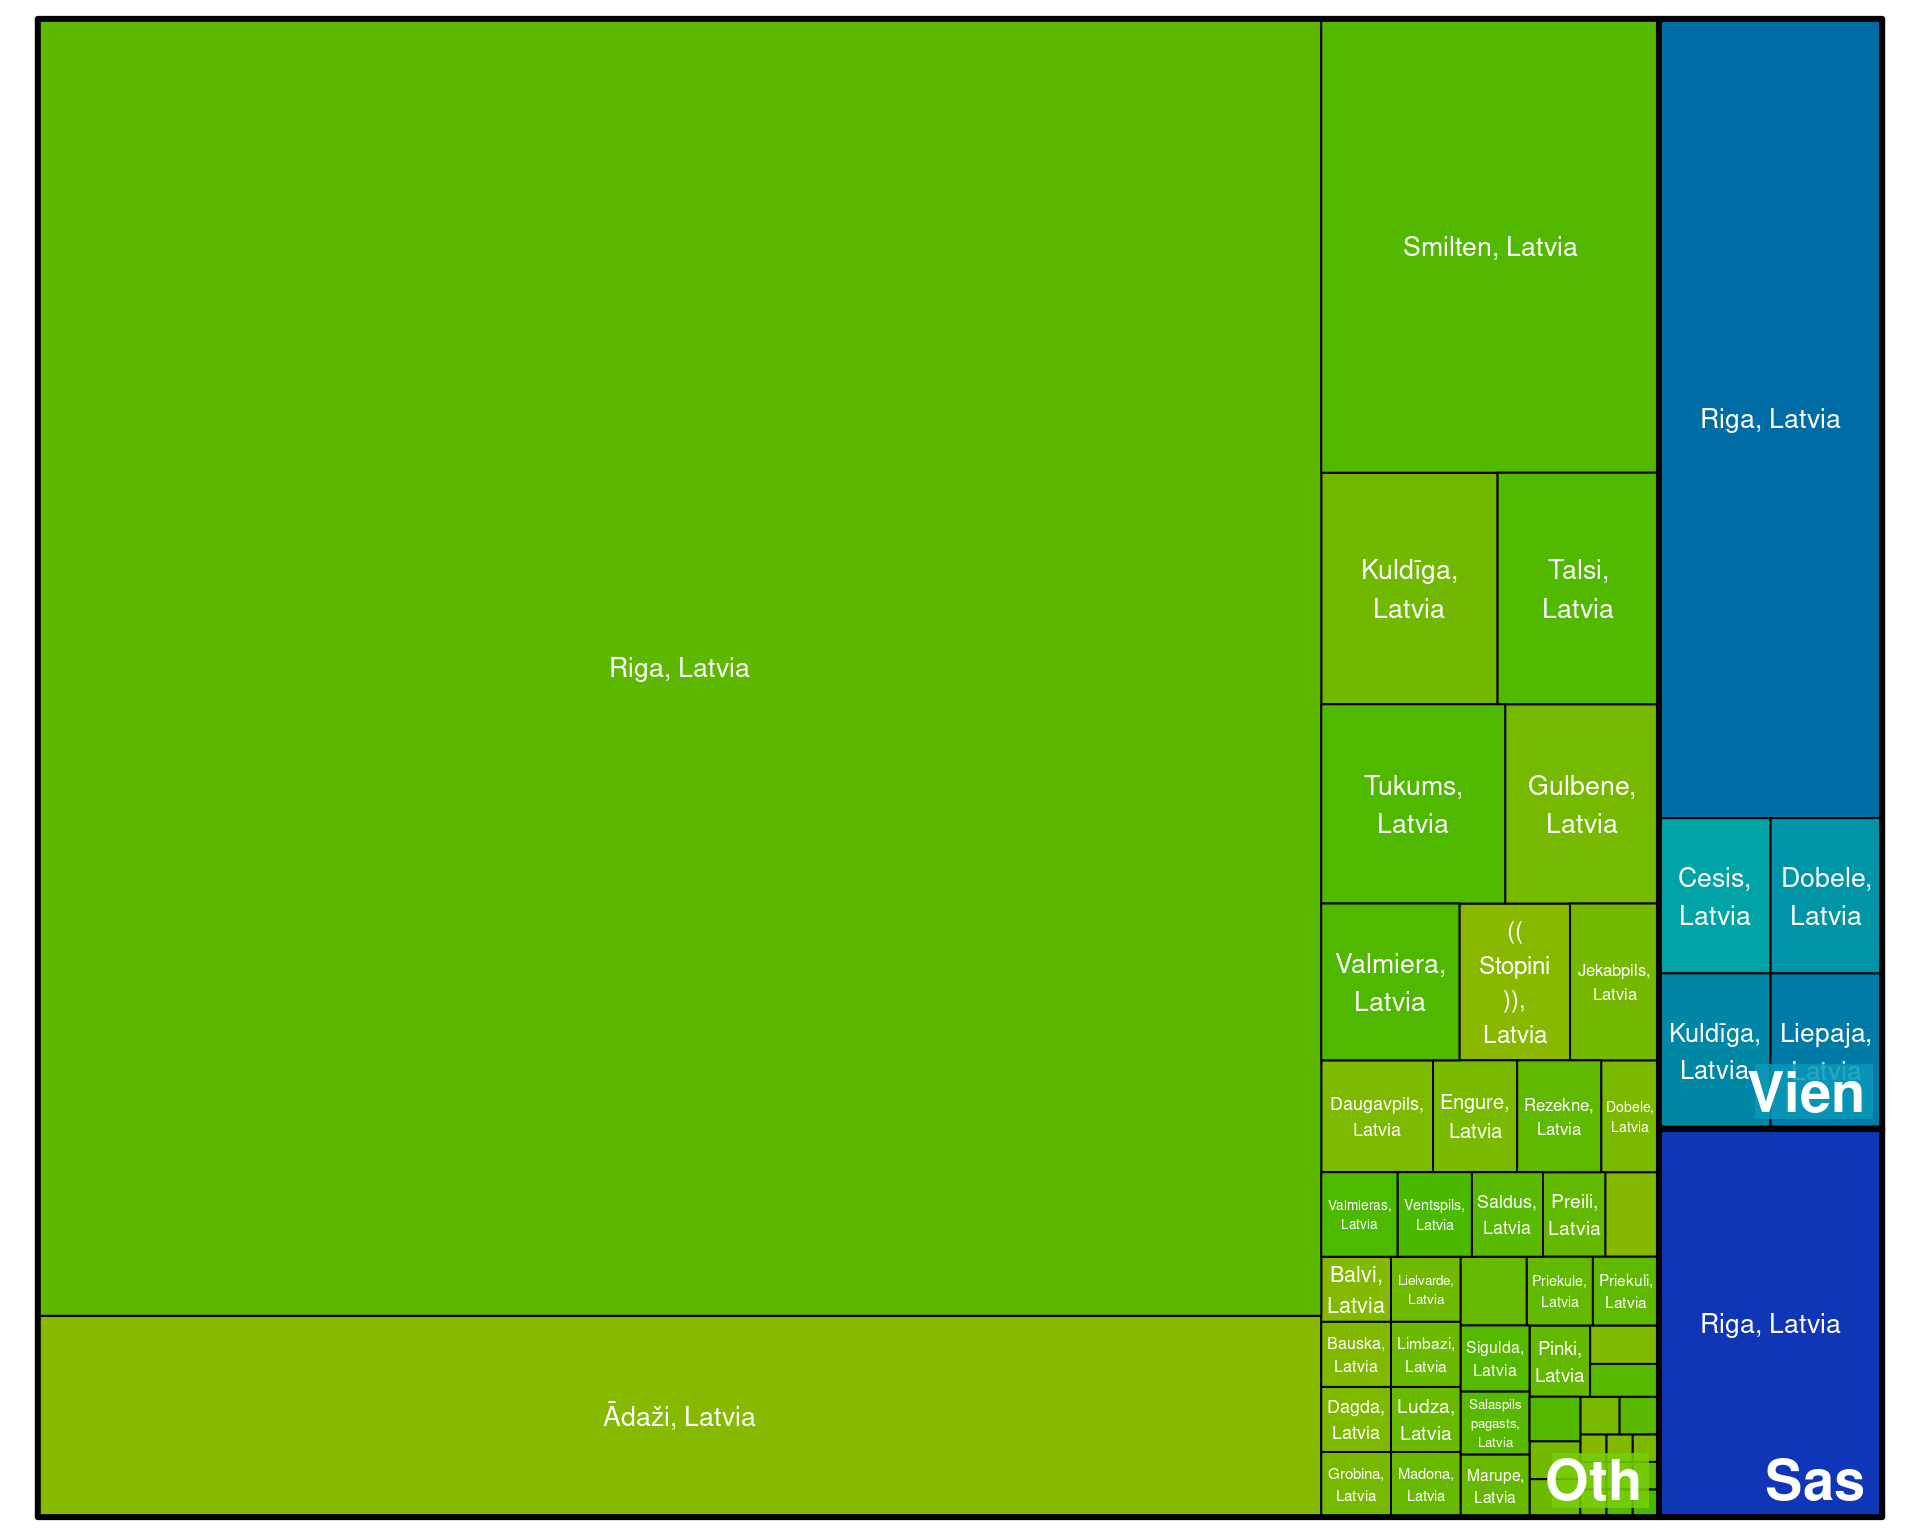 Riga, Latvia
Ādaži, Latvia
Smilten, Latvia
Kuldīga,
Latvia
Talsi,
Latvia
Tukums,
Latvia
Gulbene,
Latvia
Valmiera,
Latvia
((
Stopini
)),
Latvia
Jekabpils,
Latvia
Daugavpils,
Latvia
Engure,
Latvia
Rezekne,
Latvia
Dobele,
Latvia
Valmieras,
Latvia
Ventspils,
Latvia
Saldus,
Latvia
Preili,
Latvia
Balvi,
Latvia
Lielvarde,
Latvia
Priekule,
Latvia
Priekuli,
Latvia
Bauska,
Latvia
Limbazi,
Latvia
Sigulda,
Latvia
Pinki,
Latvia
Dagda,
Latvia
Ludza,
Latvia
Salaspils
pagasts,
Latvia
Grobina,
Latvia
Madona,
Latvia
Marupe,
Latvia
Oth
Riga, Latvia
Cesis,
Latvia
Dobele,
Latvia
Kuldīga,
Latvia
Liepaja,
Latvia
Vien
Riga, Latvia
Sas